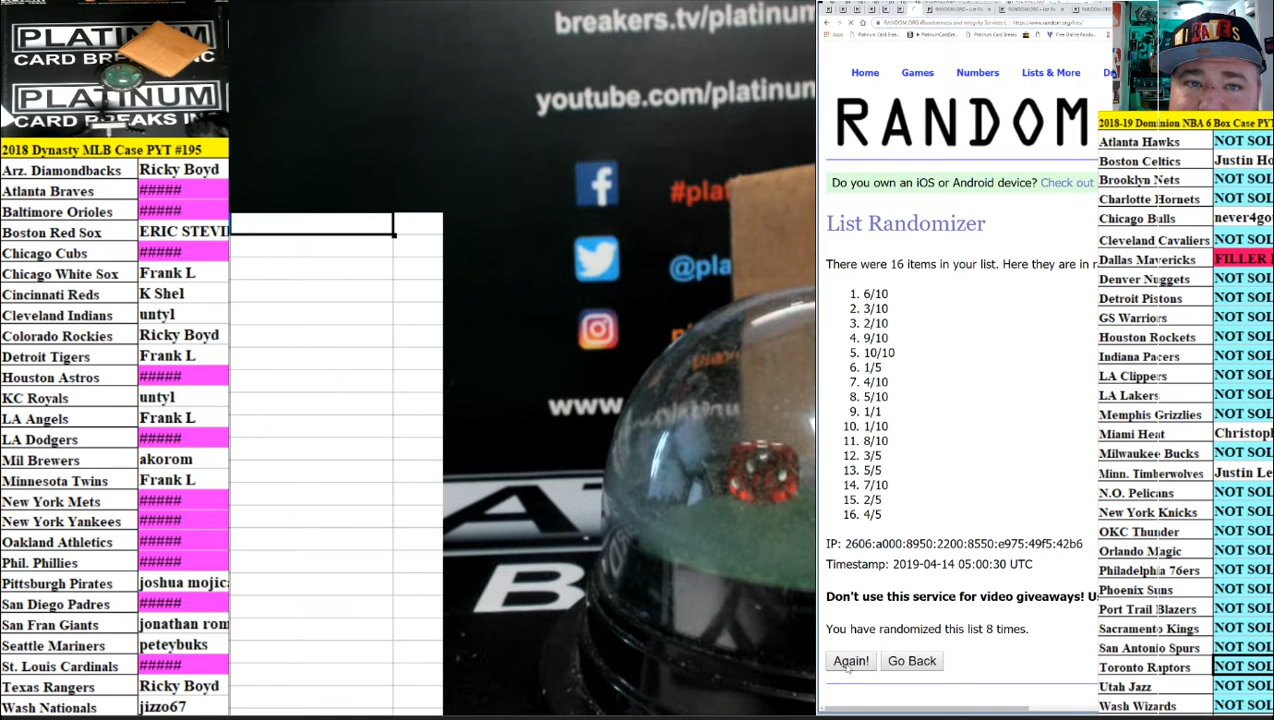 PLATINUM
CARD BREAKS INC
PLATINUM
CARD BREAKS INC
2018 Dynasty MLB Case PYT #195
Arz. Diamondbacks Ricky Boyd
Atlanta Braves #####
Baltimore Orioles #####
Boston Red Sox ERIC STEVE
Chicago Cubs #####
Chicago White Sox Frank L
Cincinnati Reds K Shel
Cleveland Indians untyl
Colorado Rockies Ricky Boyd
Detroit Tigers Frank L
Houston Astros #####
KC Royals untyl
LA Angels Frank L
LA Dodgers #####
Mil Brewers akorom
Minnesota Twins Frank L
New York Mets #####
New York Yankees #####
Oakland Athletics #####
Phil. Phillies #####
Pittsburgh Pirates joshua mojica
San Diego Padres #####
San Fran Giants jonathan rom
Seattle Mariners peteybuks
St. Louis Cardinals #####
Texas Rangers Ricky Boyd
Wash Nationals jizzo67
breakers.tv/platinum
youtube.com/platinum
#pla
@pla
www
RANDOM.ORG - List R
https://www.random.org/lists/
Home Games Numbers Lists & More
RANDOM
Do you own an iOS or Android device? Check out
List Randomizer
There were 16 items in your list. Here they are in r
1. 6/10
2. 3/10
3. 2/10
4. 9/10
5. 10/10
6. 1/5
7. 4/10
8. 5/10
9. 1/1
10. 1/10
11. 8/10
12. 3/5
13. 5/5
14. 7/10
15. 2/5
16. 4/5
IP: 2606:a000:8950:2200:8550:e975:49f5:42b6
Timestamp: 2019-04-14 05:00:30 UTC
Don't use this service for video giveaways! U
You have randomized this list 8 times.
Again! Go Back
PIRATES
2018-19 Dominion NBA 6 Box Case PYT
Atlanta Hawks NOT SOL
Boston Celtics Justin Ho
Brooklyn Nets NOT SOL
Charlotte Hornets NOT SOL
Chicago Bulls never4go
Cleveland Cavaliers NOT SOL
Dallas Mavericks FILLER
Denver Nuggets NOT SOL
Detroit Pistons NOT SOL
GS Warriors NOT SOL
Houston Rockets NOT SOL
Indiana Pacers NOT SOL
LA Clippers NOT SOL
LA Lakers NOT SOL
Memphis Grizzlies NOT SOL
Miami Heat Christoph
Milwaukee Bucks NOT SOL
Minn. Timberwolves Justin Le
N.O. Pelicans NOT SOL
New York Knicks NOT SOL
OKC Thunder NOT SOL
Orlando Magic NOT SOL
Philadelphia 76ers NOT SOL
Phoenix Suns NOT SOL
Port Trail Blazers NOT SOL
Sacramento Kings NOT SOL
San Antonio Spurs NOT SOL
Toronto Raptors NOT SOL
Utah Jazz NOT SOL
Wash Wizards NOT SOL